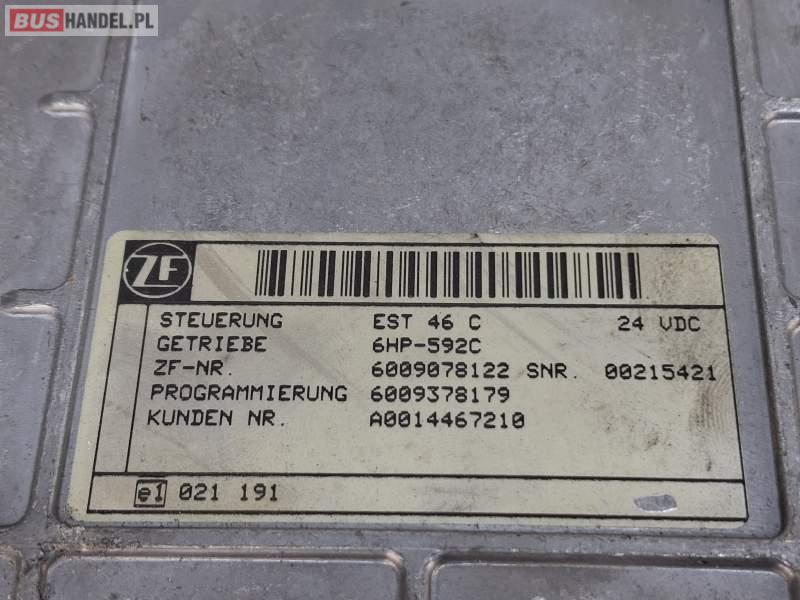 BUSHANDEL.PL
ZF
STEUERUNG EST 46 C 24 VDC
GETRIEBE 6HP-592C
ZF-NR. 6009078122 SNR. 00215421
PROGRAMMIERUNG 6009378179
KUNDEN NR. A0014467210
e1 021 191